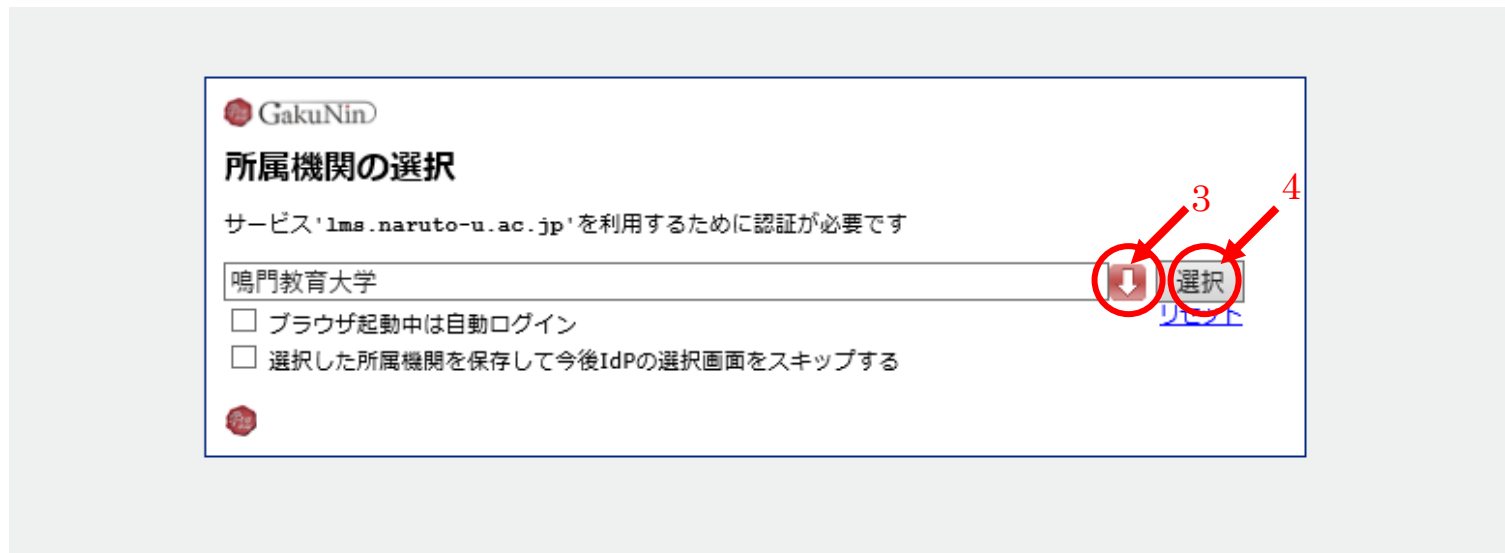 GakuNin
所属機関の選択
3
4
サービス'lms.naruto-u.ac.jp'を利用するために認証が必要です
鳴門教育大学
選択
リセット
ブラウザ起動中は自動ログイン
選択した所属機関を保存して今後IdPの選択画面をスキップする